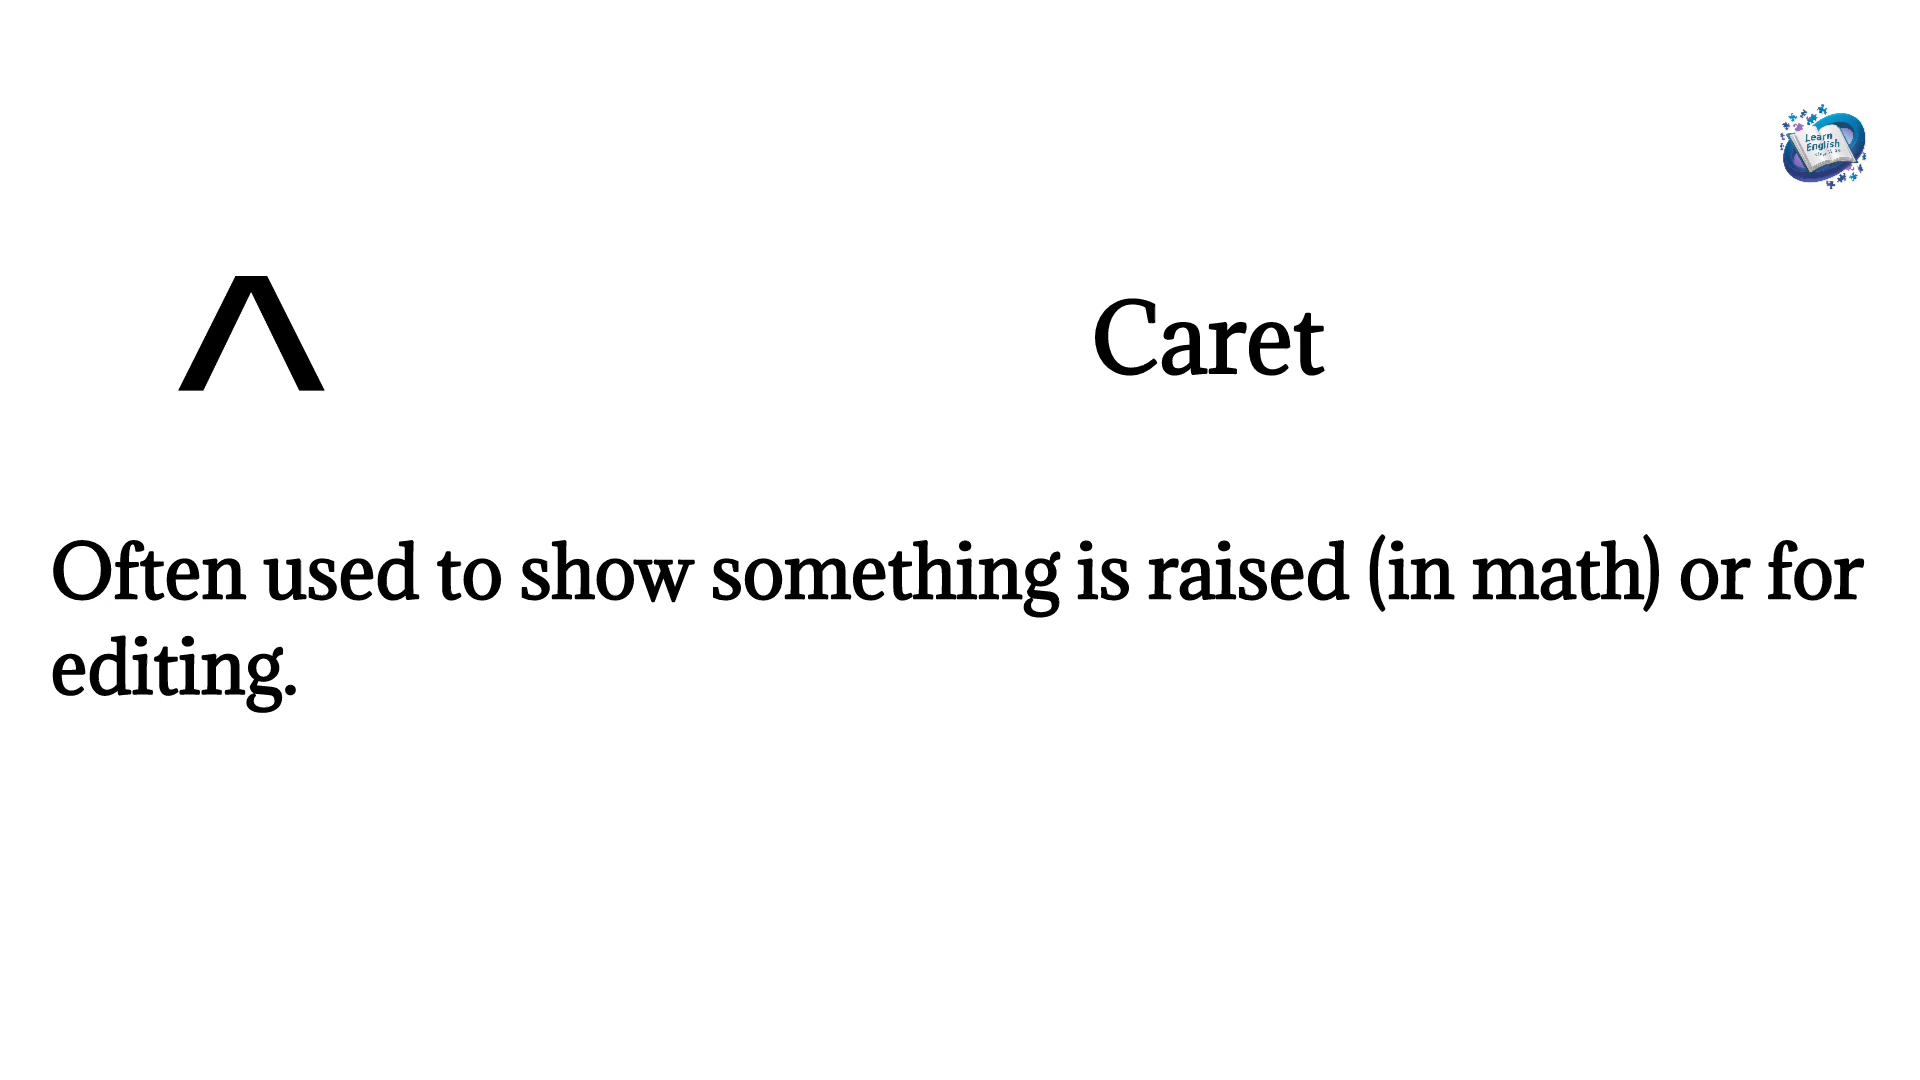 Learn
English
^ Caret
Often used to show something is raised (in math) or for
editing.